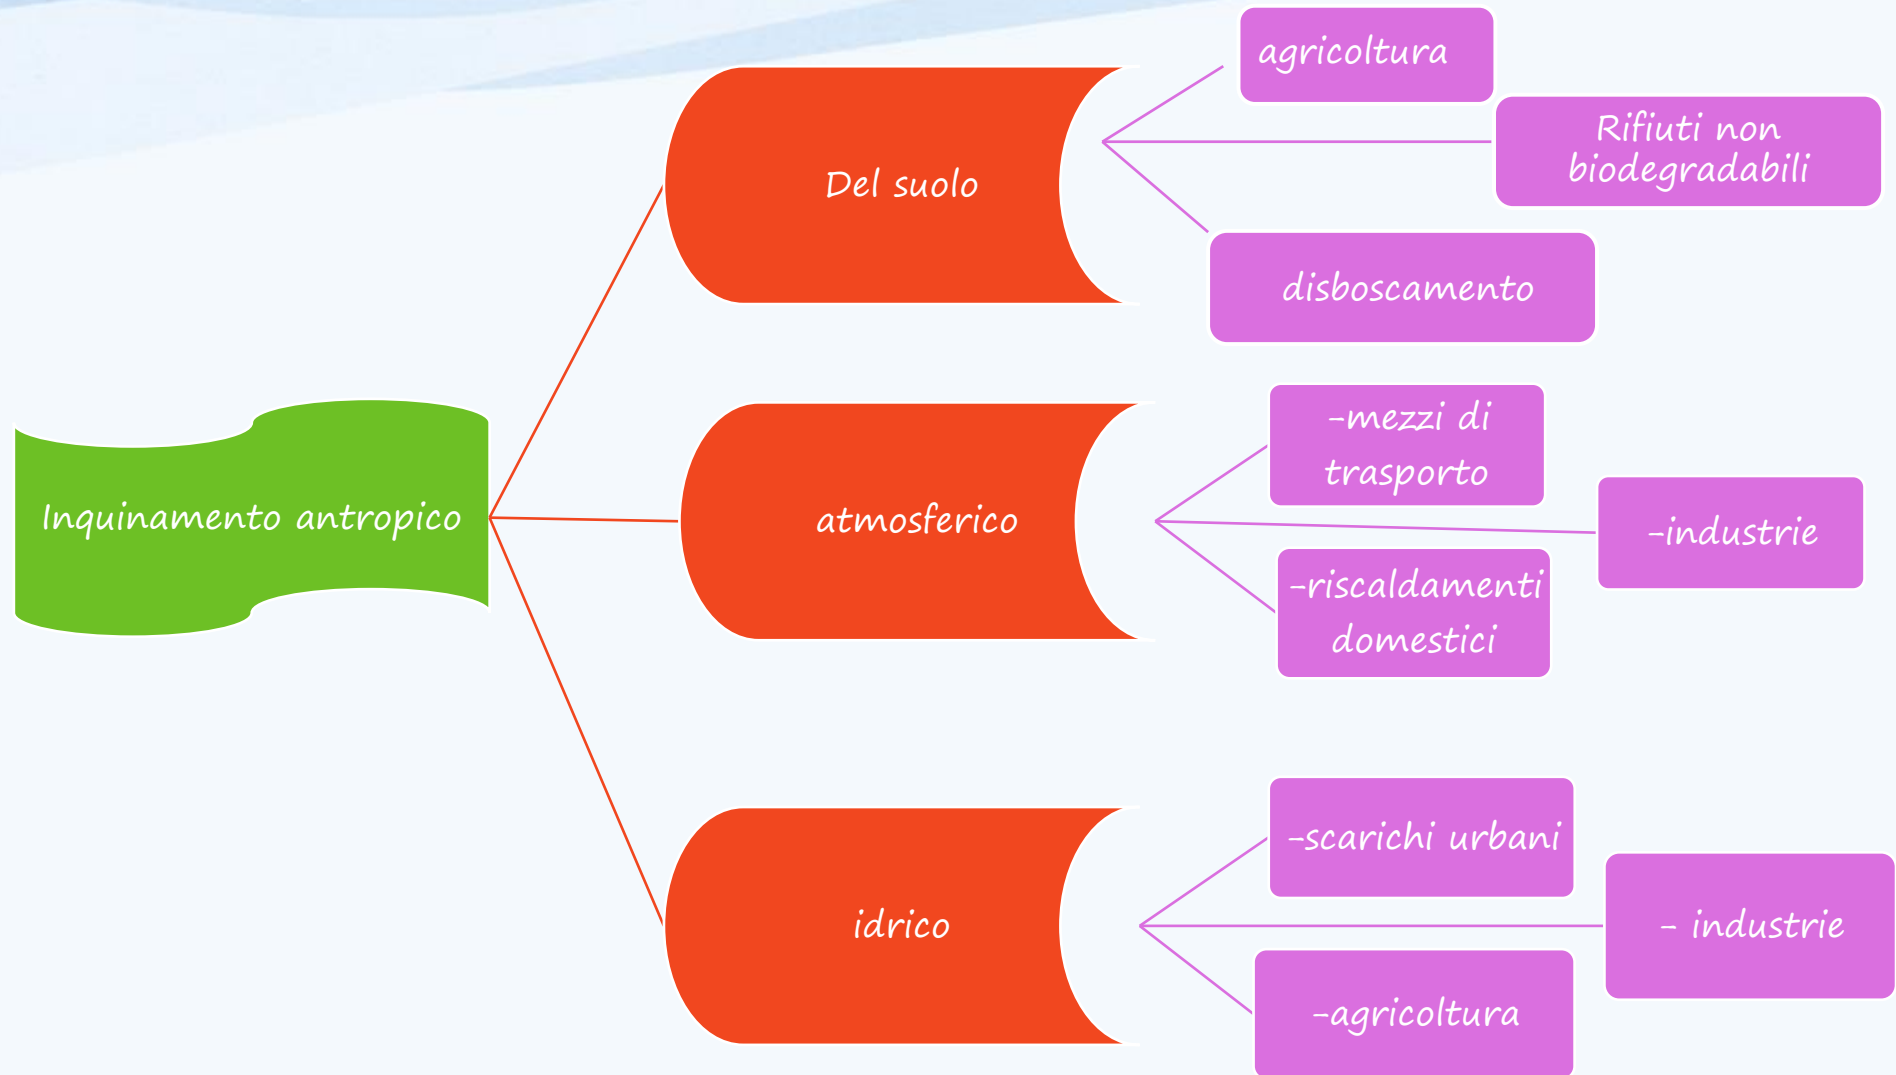 Inquinamento antropico
Del suolo
agricoltura
Rifiuti non
biodegradabili
disboscamento
atmosferico
-mezzi di
trasporto
-industrie
-riscaldamenti
domestici
idrico
-scarichi urbani
- industrie
-agricoltura